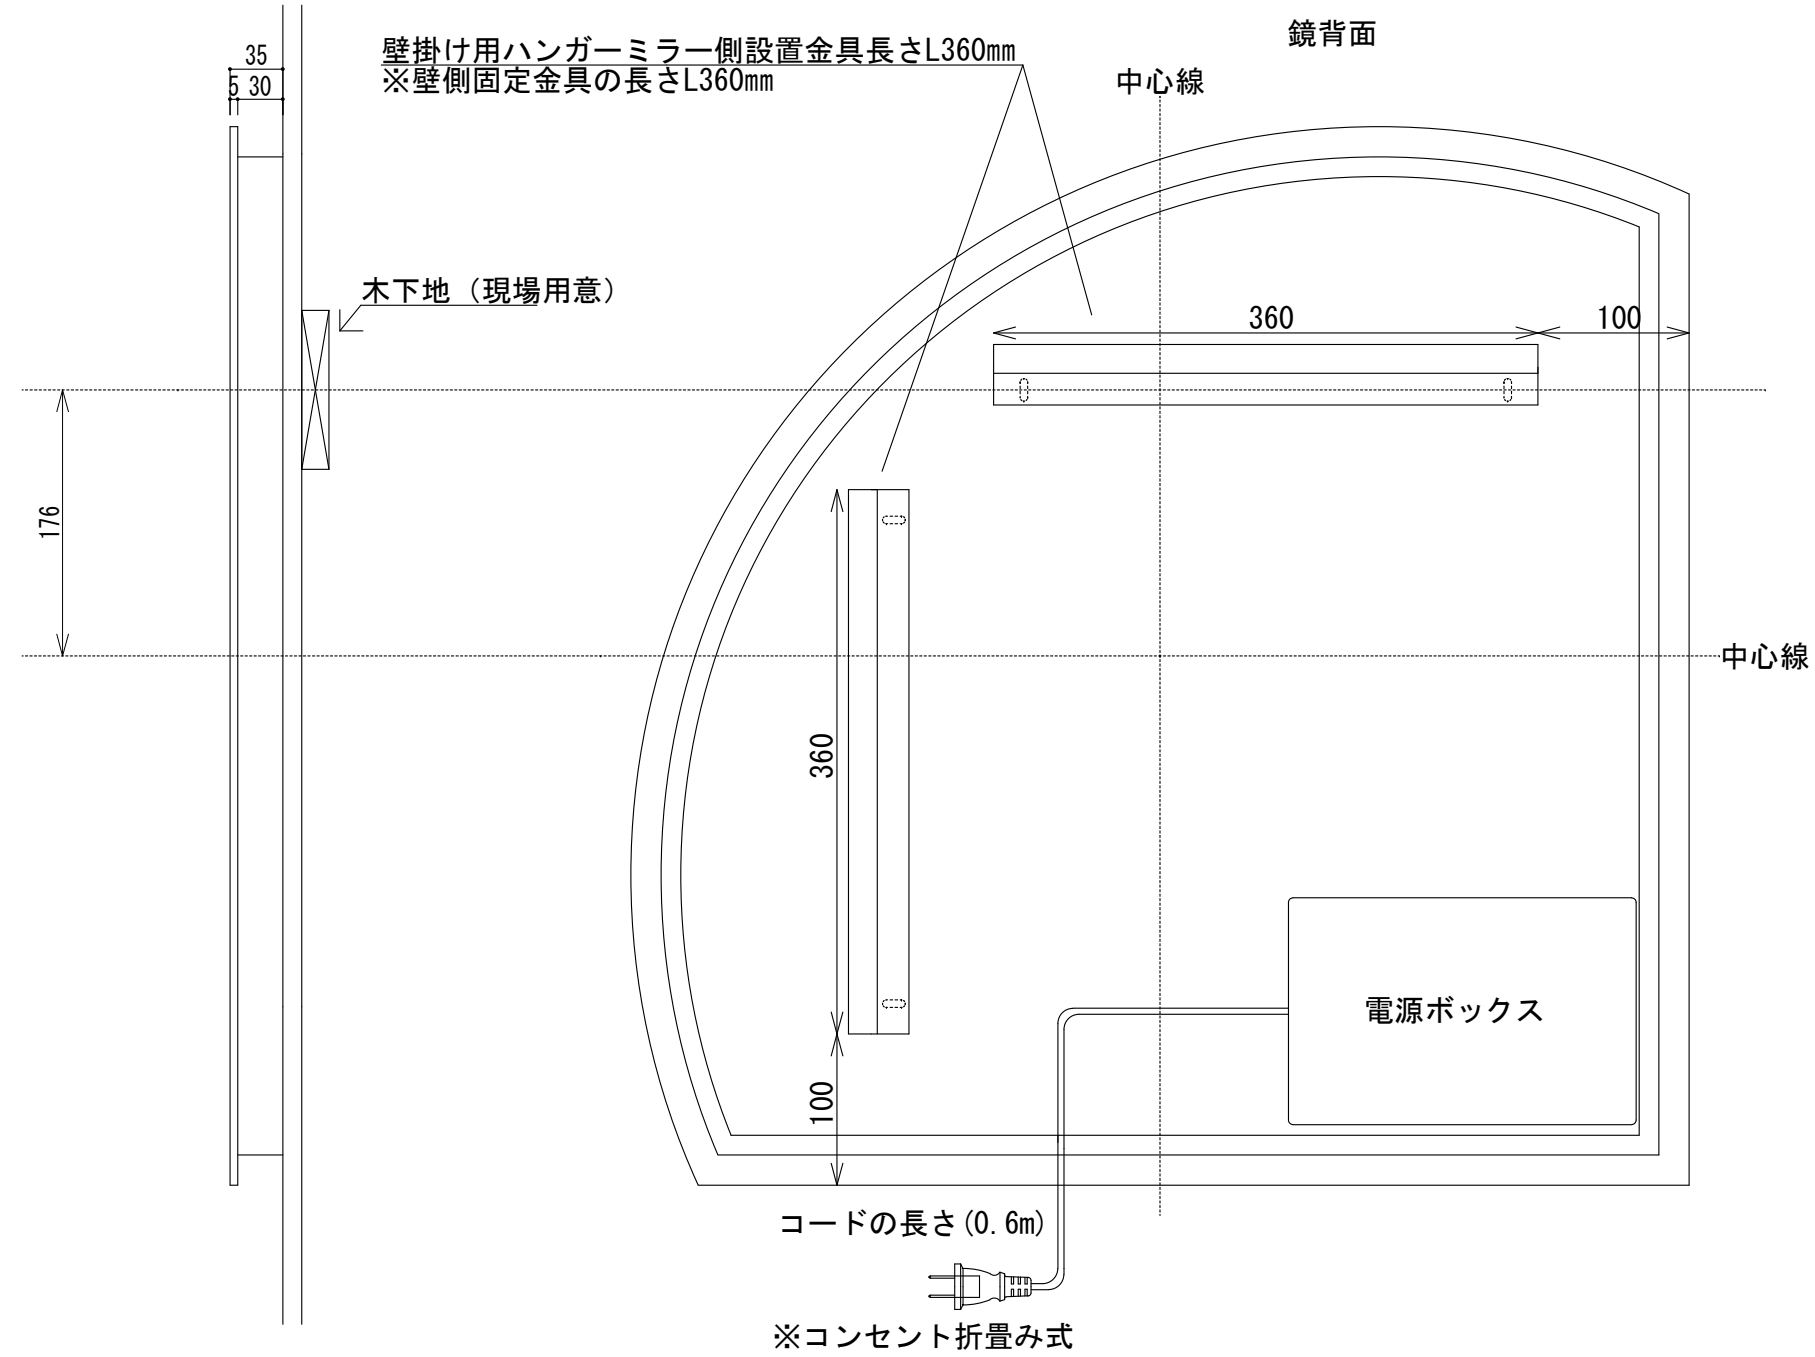 鏡背面
壁掛け用ハンガーミラー側設置金具長さL360mm
※壁側固定金具の長さL360mm
35
5 30
中心線
木下地（現場用意）
360
100
176
中心線
360
電源ボックス
100
コードの長さ(0.6m)
※コンセント折畳み式